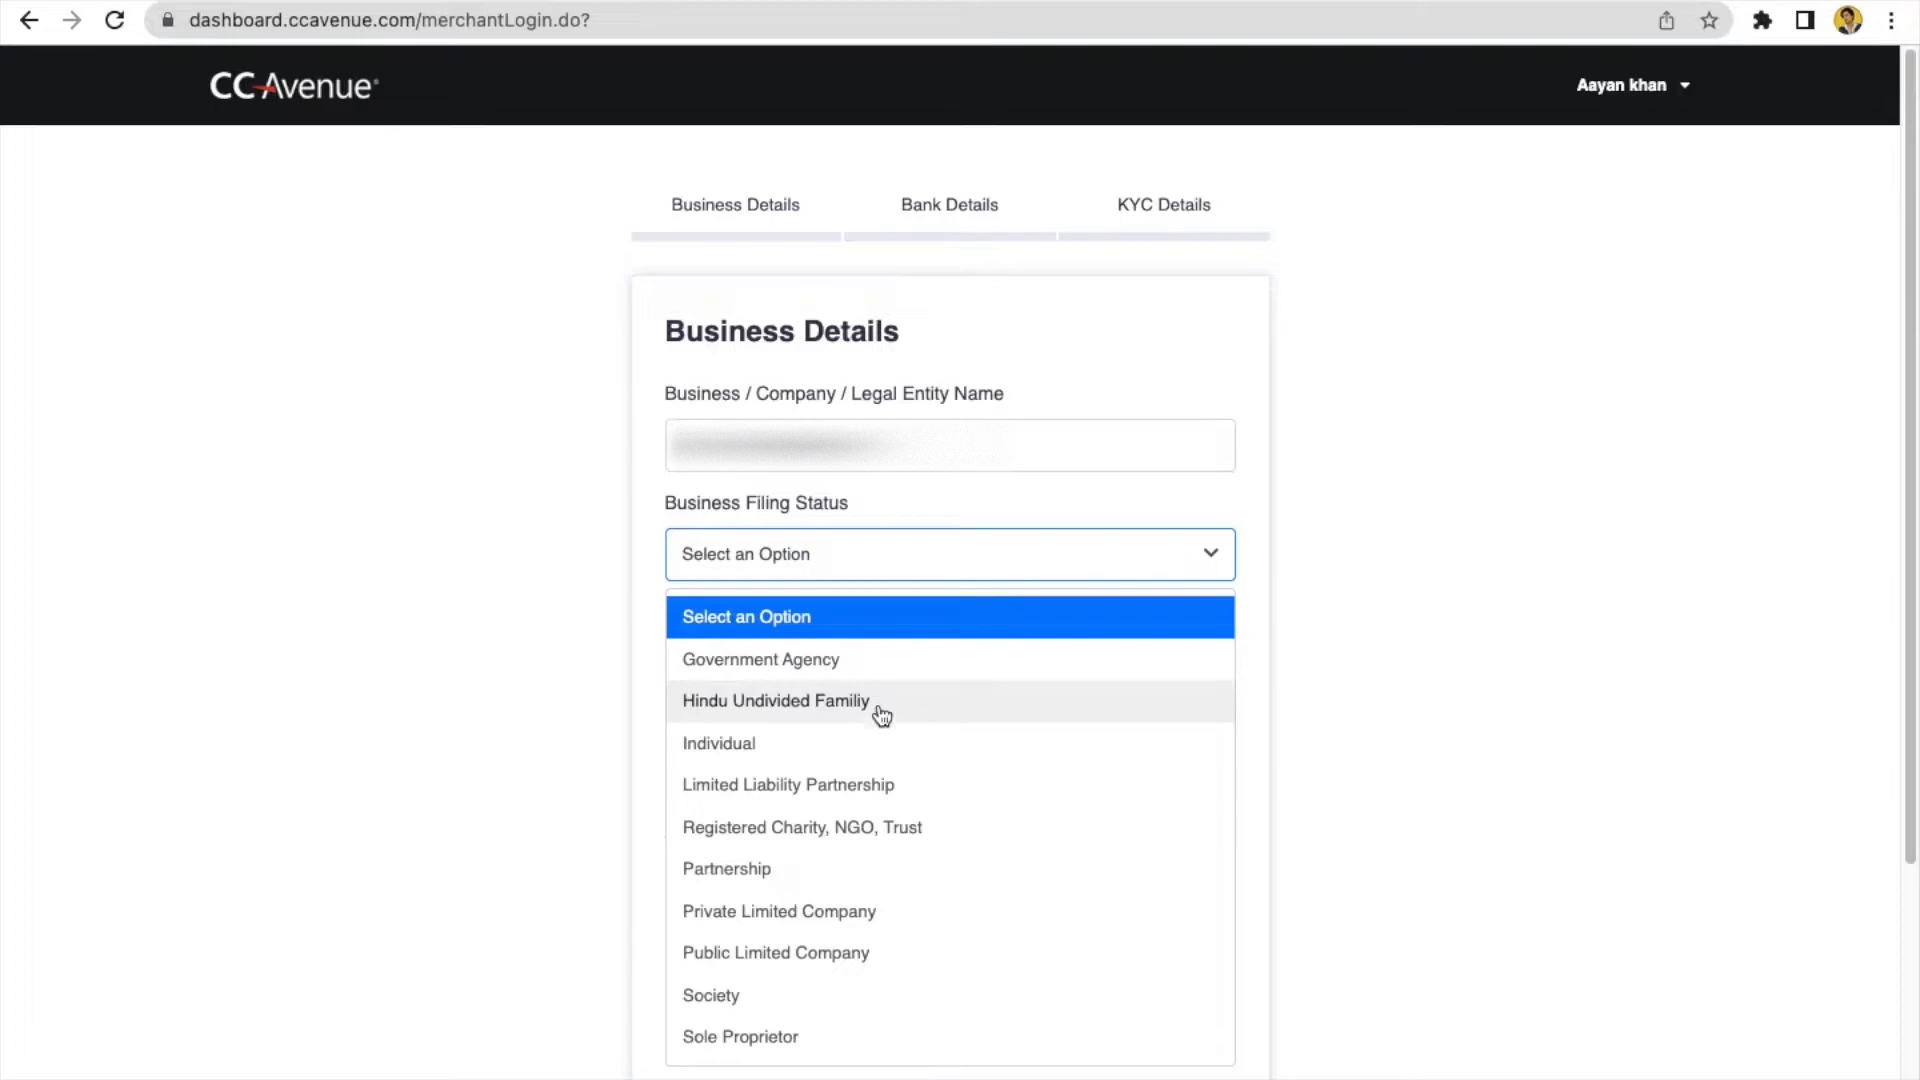 dashboard.ccavenue.com/merchantLogin.do?
CCAvenue®
Aayan khan
Business Details
Bank Details
KYC Details
Business Details
Business / Company / Legal Entity Name
Business Filing Status
Select an Option
Select an Option
Government Agency
Hindu Undivided Familiy
Individual
Limited Liability Partnership
Registered Charity, NGO, Trust
Partnership
Private Limited Company
Public Limited Company
Society
Sole Proprietor